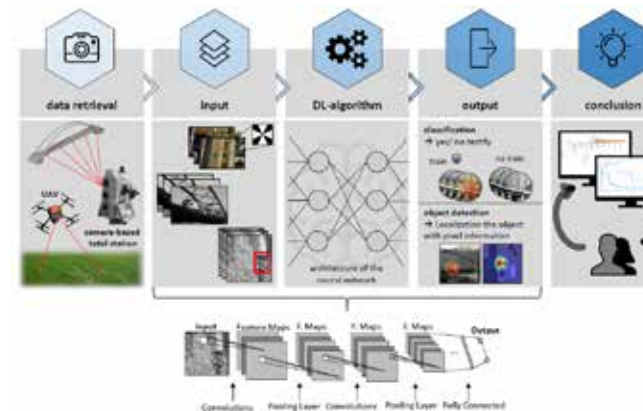 data retrieval
input
DL-algorithm
output
conclusion
UAV
camera-based
total station
architecture of the
neural network
classification
→ yes/ no testify
train
no train
object detection
→ Localization the object
with pixel information
Input
Feature Maps
F. Maps
F. Maps
F. Maps
Output
Convolutions
Pooling Layer
Convolutions
Pooling Layer
Fully Connected